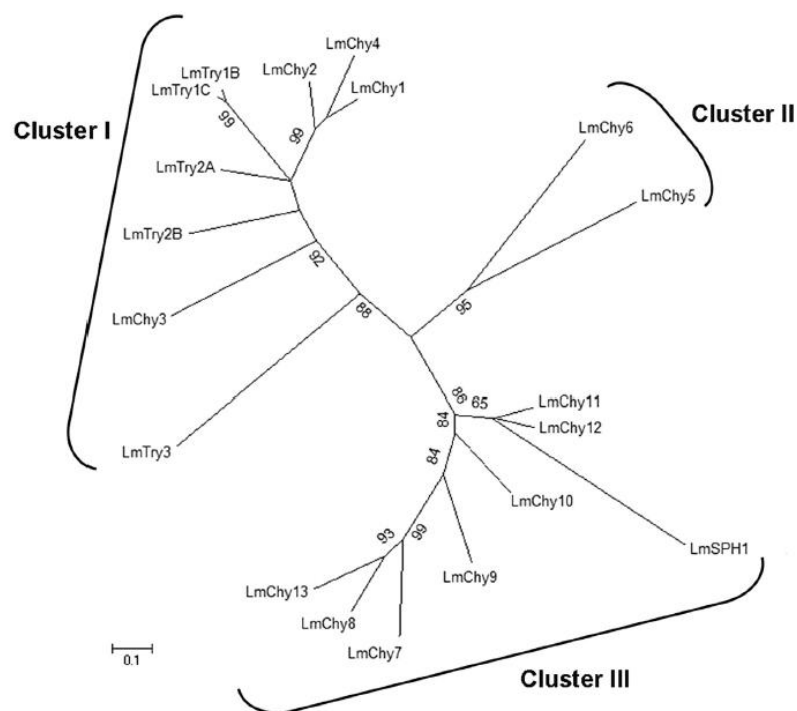 LmChy4
LmTry1B
LmChy2
LmTry1C
LmChy1
99
99
Cluster I
Cluster II
LmChy6
LmTry2A
LmChy5
LmTry2B
92
LmChy3
88
95
LmTry3
86
65
LmChy11
84
LmChy12
84
LmChy10
93
99
LmSPH1
LmChy9
LmChy13
LmChy8
LmChy7
0.1
Cluster III